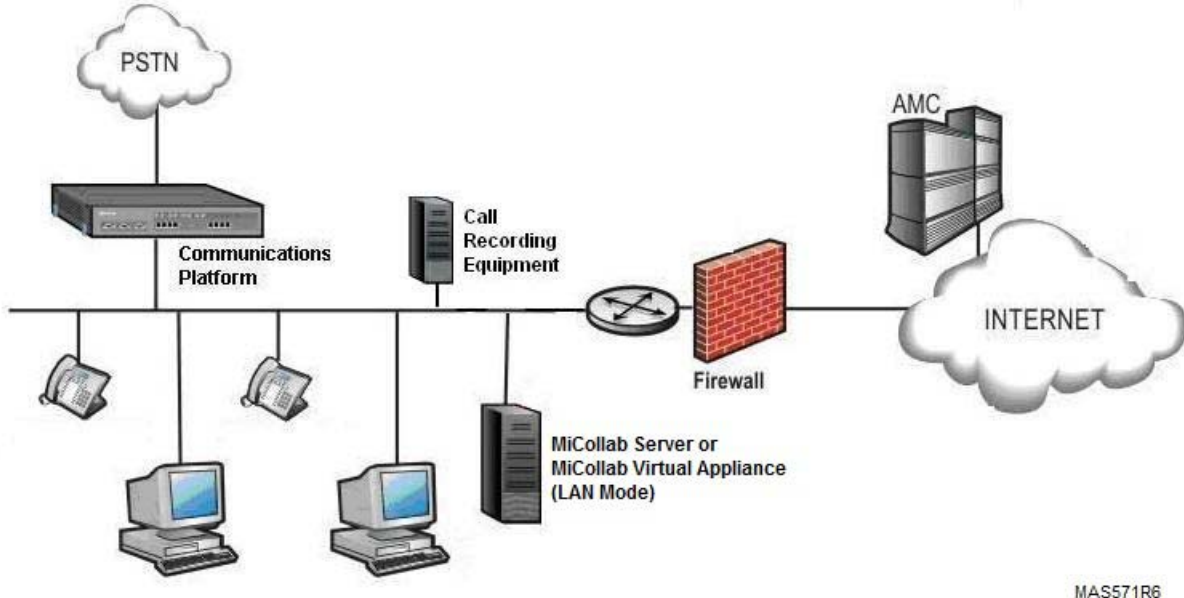 PSTN
AMC
Call
Recording
Equipment
Communications
Platform
INTERNET
Firewall
MiCollab Server or
MiCollab Virtual Appliance
(LAN Mode)
MAS571R6